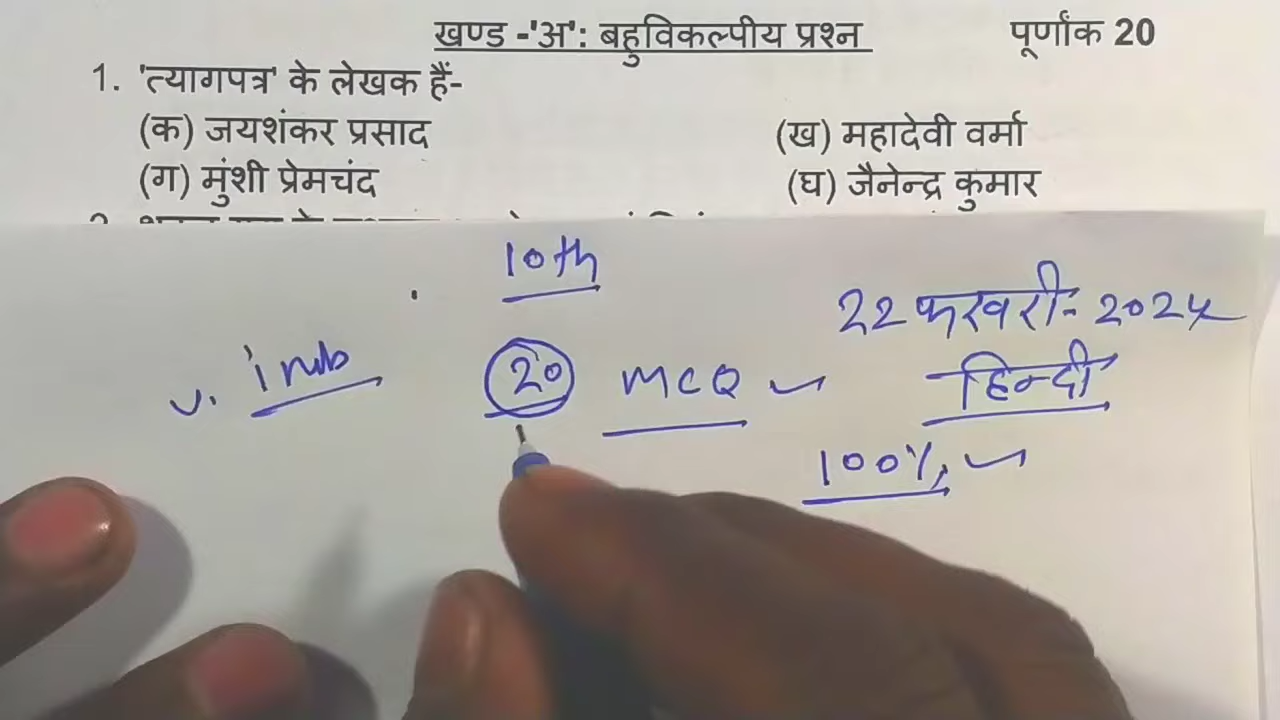 खण्ड -'अ': बहुविकल्पीय प्रश्न पूर्णांक 20
1. 'त्यागपत्र' के लेखक हैं-
(क) जयशंकर प्रसाद (ख) महादेवी वर्मा
(ग) मुंशी प्रेमचंद (घ) जैनेन्द्र कुमार
10th
22 फरवरी- 2024
20 MCQ
हिन्दी
100%